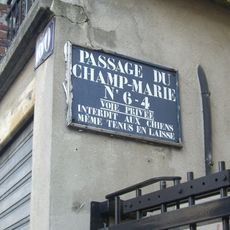 PASSAGE DU
CHAMP-MARIE
N° 6-4
VOIE PRIVÉE
INTERDIT AUX CHIENS
MÊME TENUS EN LAISSE